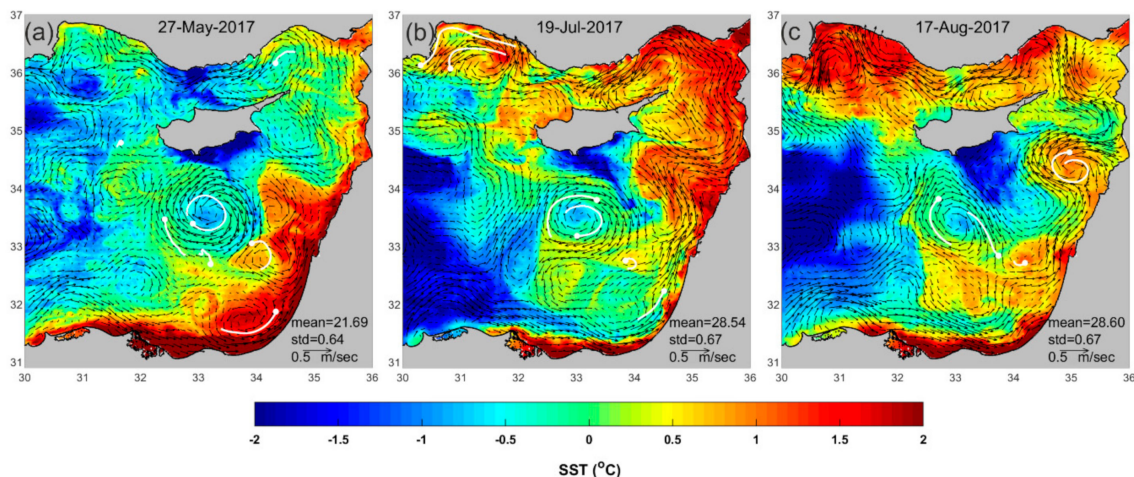 (a) 27-May-2017
(b) 19-Jul-2017
(c) 17-Aug-2017
37
36
35
34
33
32
31
mean=21.69
std=0.64
0.5 m/sec
30 31 32 33 34 35 36
37
36
35
34
33
32
31
mean=28.54
std=0.67
0.5 m/sec
30 31 32 33 34 35 36
37
36
35
34
33
32
31
mean=28.60
std=0.67
0.5 m/sec
30 31 32 33 34 35 36
-2 -1.5 -1 -0.5 0 0.5 1 1.5 2
SST (°C)